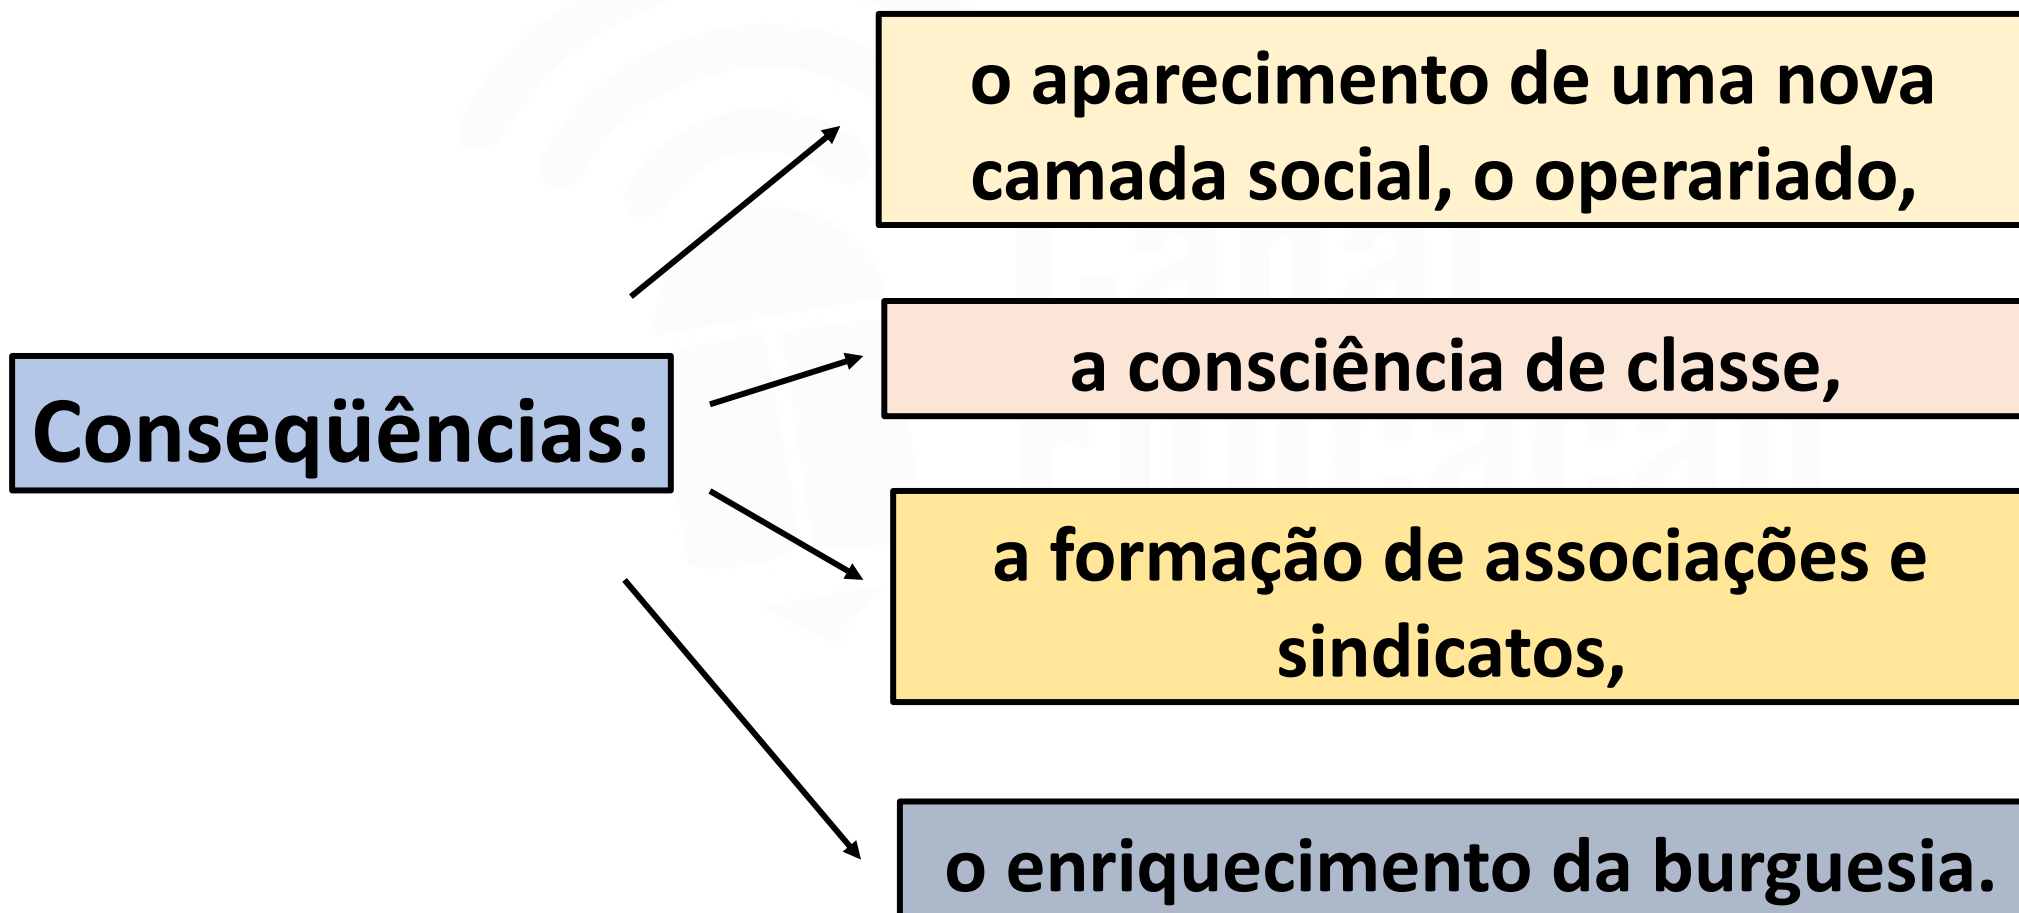 o aparecimento de uma nova
camada social, o operariado,
a consciência de classe,
Conseqüências:
a formação de associações e
sindicatos,
o enriquecimento da burguesia.